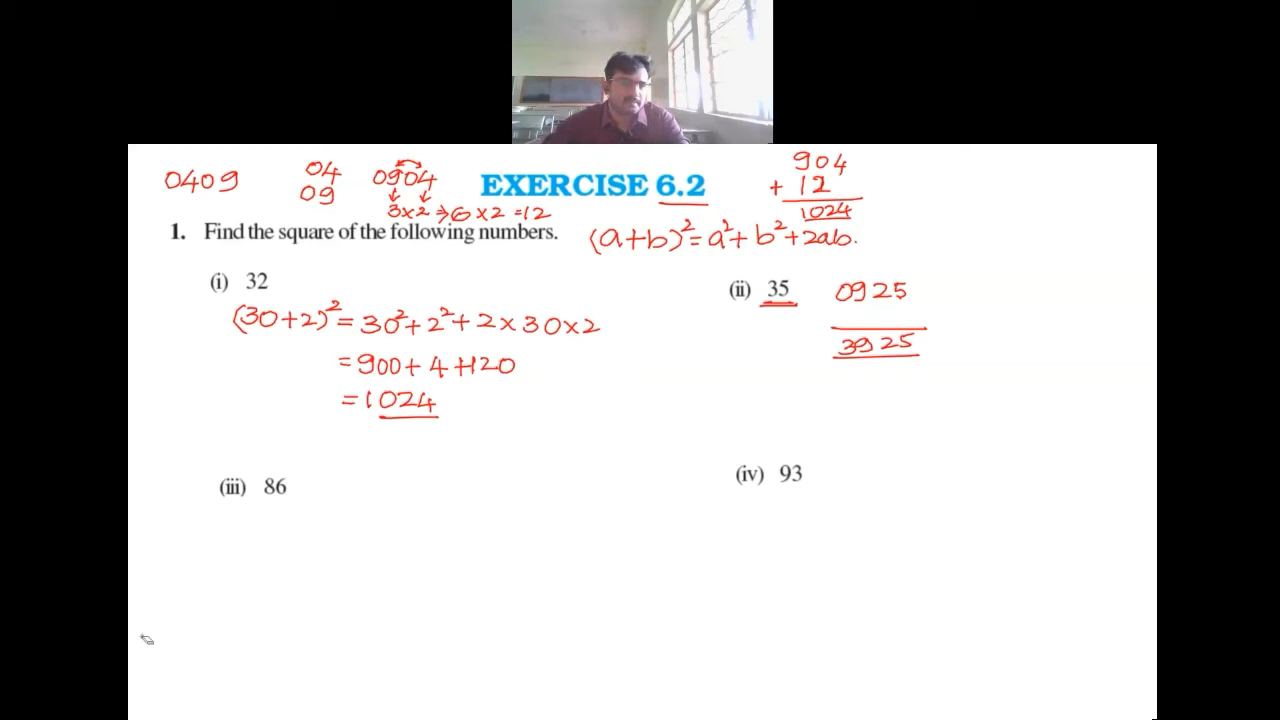 0409
04
09
0904
3×2 ⇒ 6×2 =12
EXERCISE 6.2
904
+ 12
1024
1. Find the square of the following numbers.
(a+b)²=a²+b²+2ab.
(i) 32
(30+2)² = 30²+2²+2×30×2
=900+4+120
=1024
(ii) 35
0925
3925
(iii) 86
(iv) 93